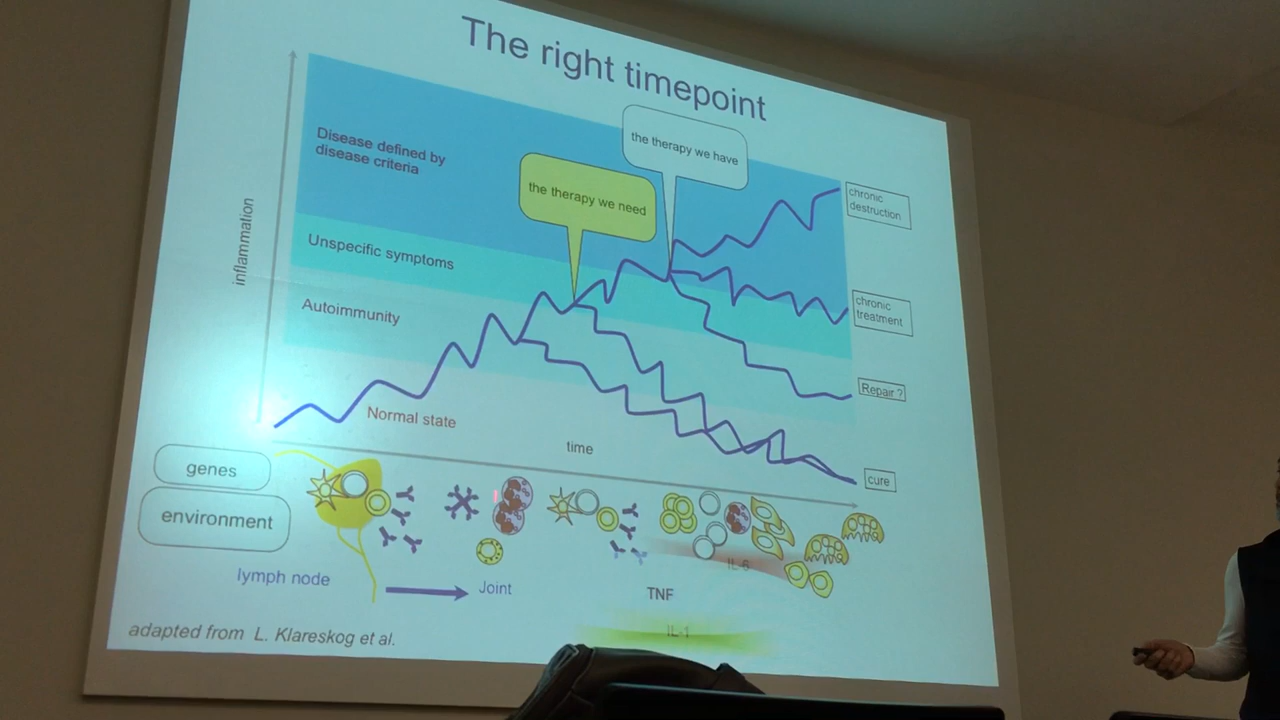 The right timepoint
the therapy we have
the therapy we need
Disease defined by
disease criteria
Unspecific symptoms
Autoimmunity
Normal state
inflammation
time
chronic
destruction
chronic
treatment
Repair ?
cure
genes
environment
lymph node
Joint
TNF
IL-6
IL-1
adapted from L. Klareskog et al.